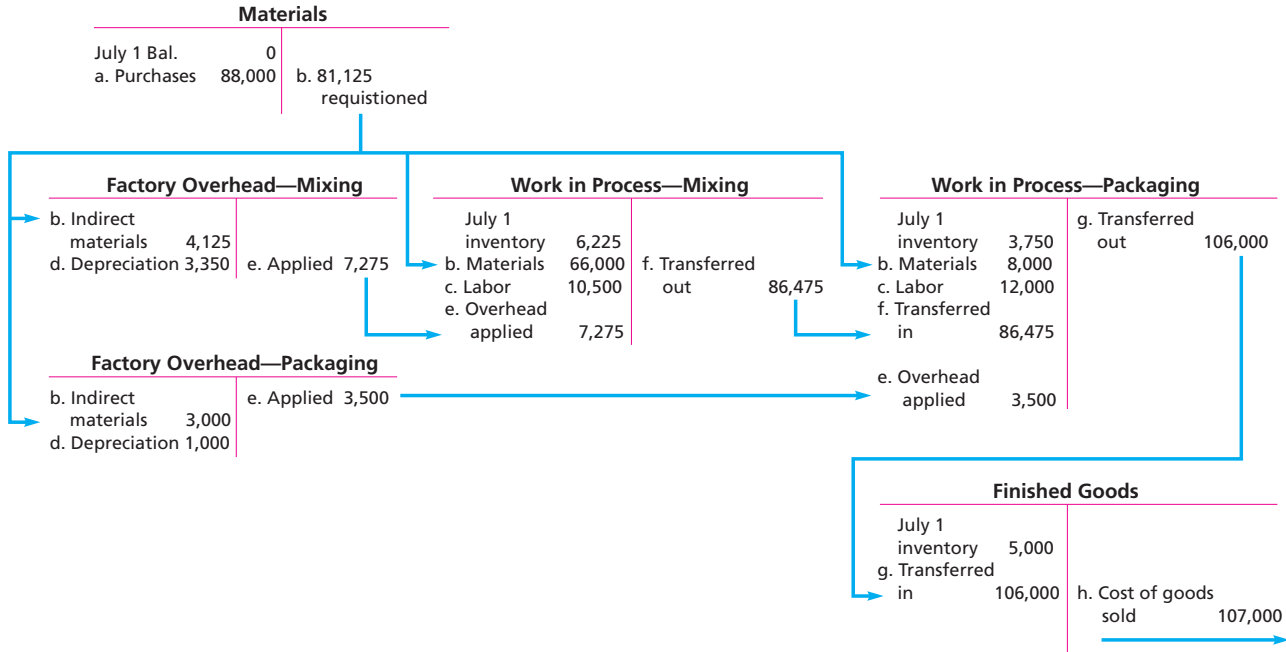 Materials
July 1 Bal. 0
a. Purchases 88,000 b. 81,125
requistioned
Factory Overhead—Mixing
b. Indirect
materials 4,125
d. Depreciation 3,350 e. Applied 7,275
Work in Process—Mixing
July 1
inventory 6,225
b. Materials 66,000 f. Transferred
c. Labor 10,500 out 86,475
e. Overhead
applied 7,275
Work in Process—Packaging
July 1 g. Transferred
inventory 3,750 out 106,000
b. Materials 8,000
c. Labor 12,000
f. Transferred
in 86,475
e. Overhead
applied 3,500
Factory Overhead—Packaging
b. Indirect e. Applied 3,500
materials 3,000
d. Depreciation 1,000
Finished Goods
July 1
inventory 5,000
g. Transferred
in 106,000 h. Cost of goods
sold 107,000